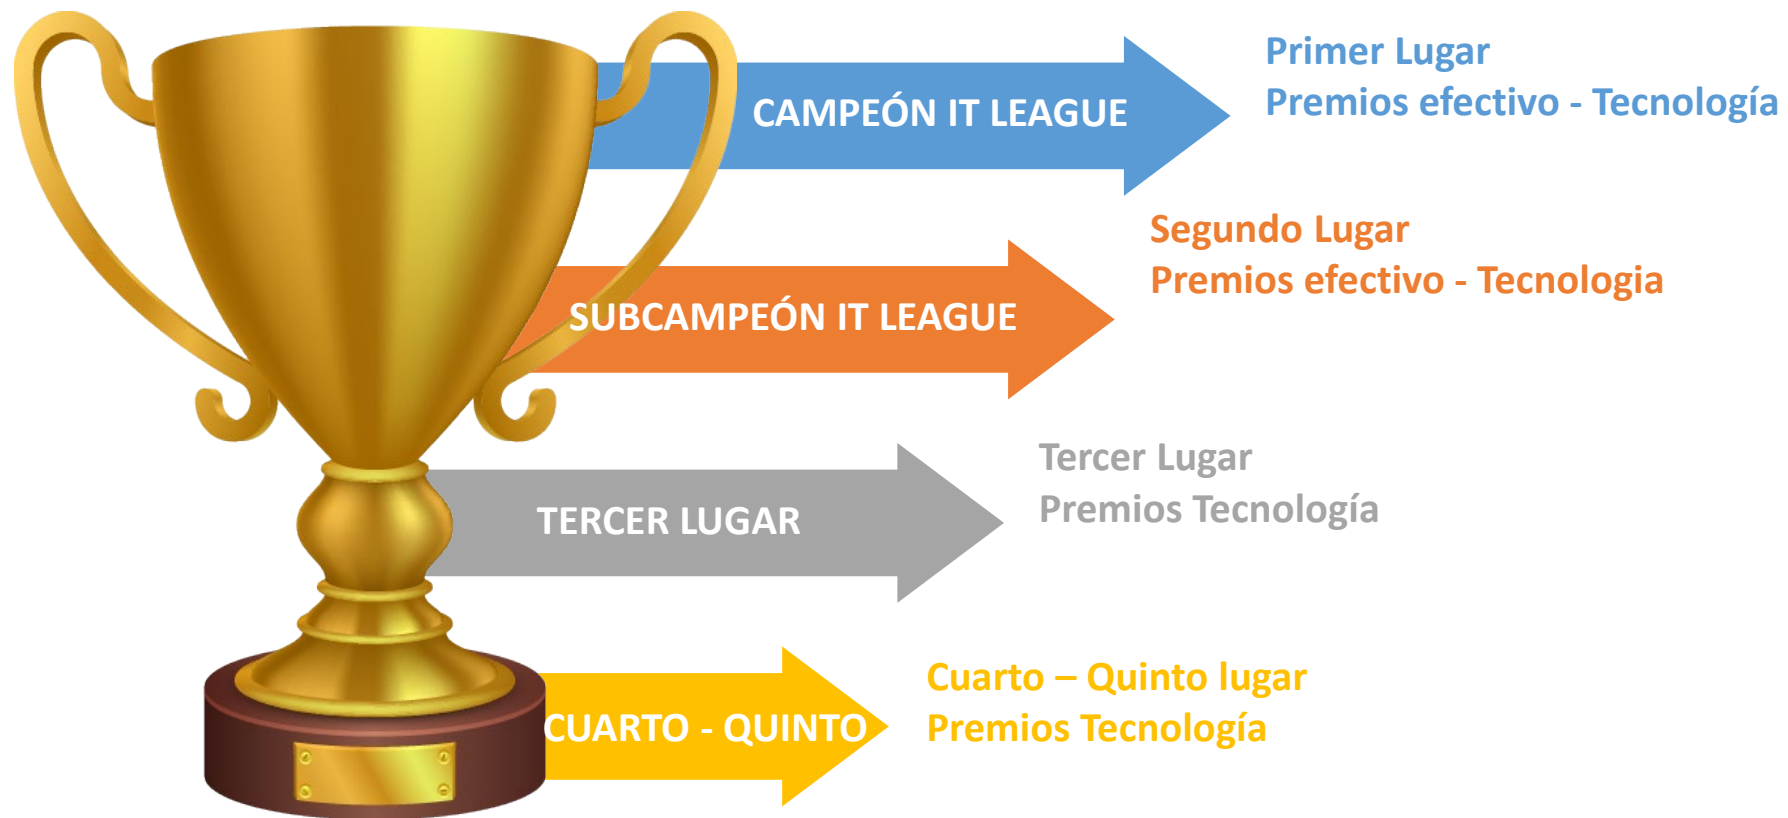 CAMPEÓN IT LEAGUE
Primer Lugar
Premios efectivo - Tecnología
SUBCAMPEÓN IT LEAGUE
Segundo Lugar
Premios efectivo - Tecnologia
TERCER LUGAR
Tercer Lugar
Premios Tecnología
CUARTO - QUINTO
Cuarto – Quinto lugar
Premios Tecnología